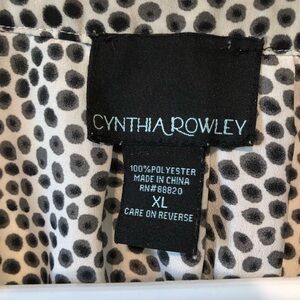 CYNTHIA ROWLEY
100% POLYESTER
MADE IN CHINA
RN#88820
XL
CARE ON REVERSE